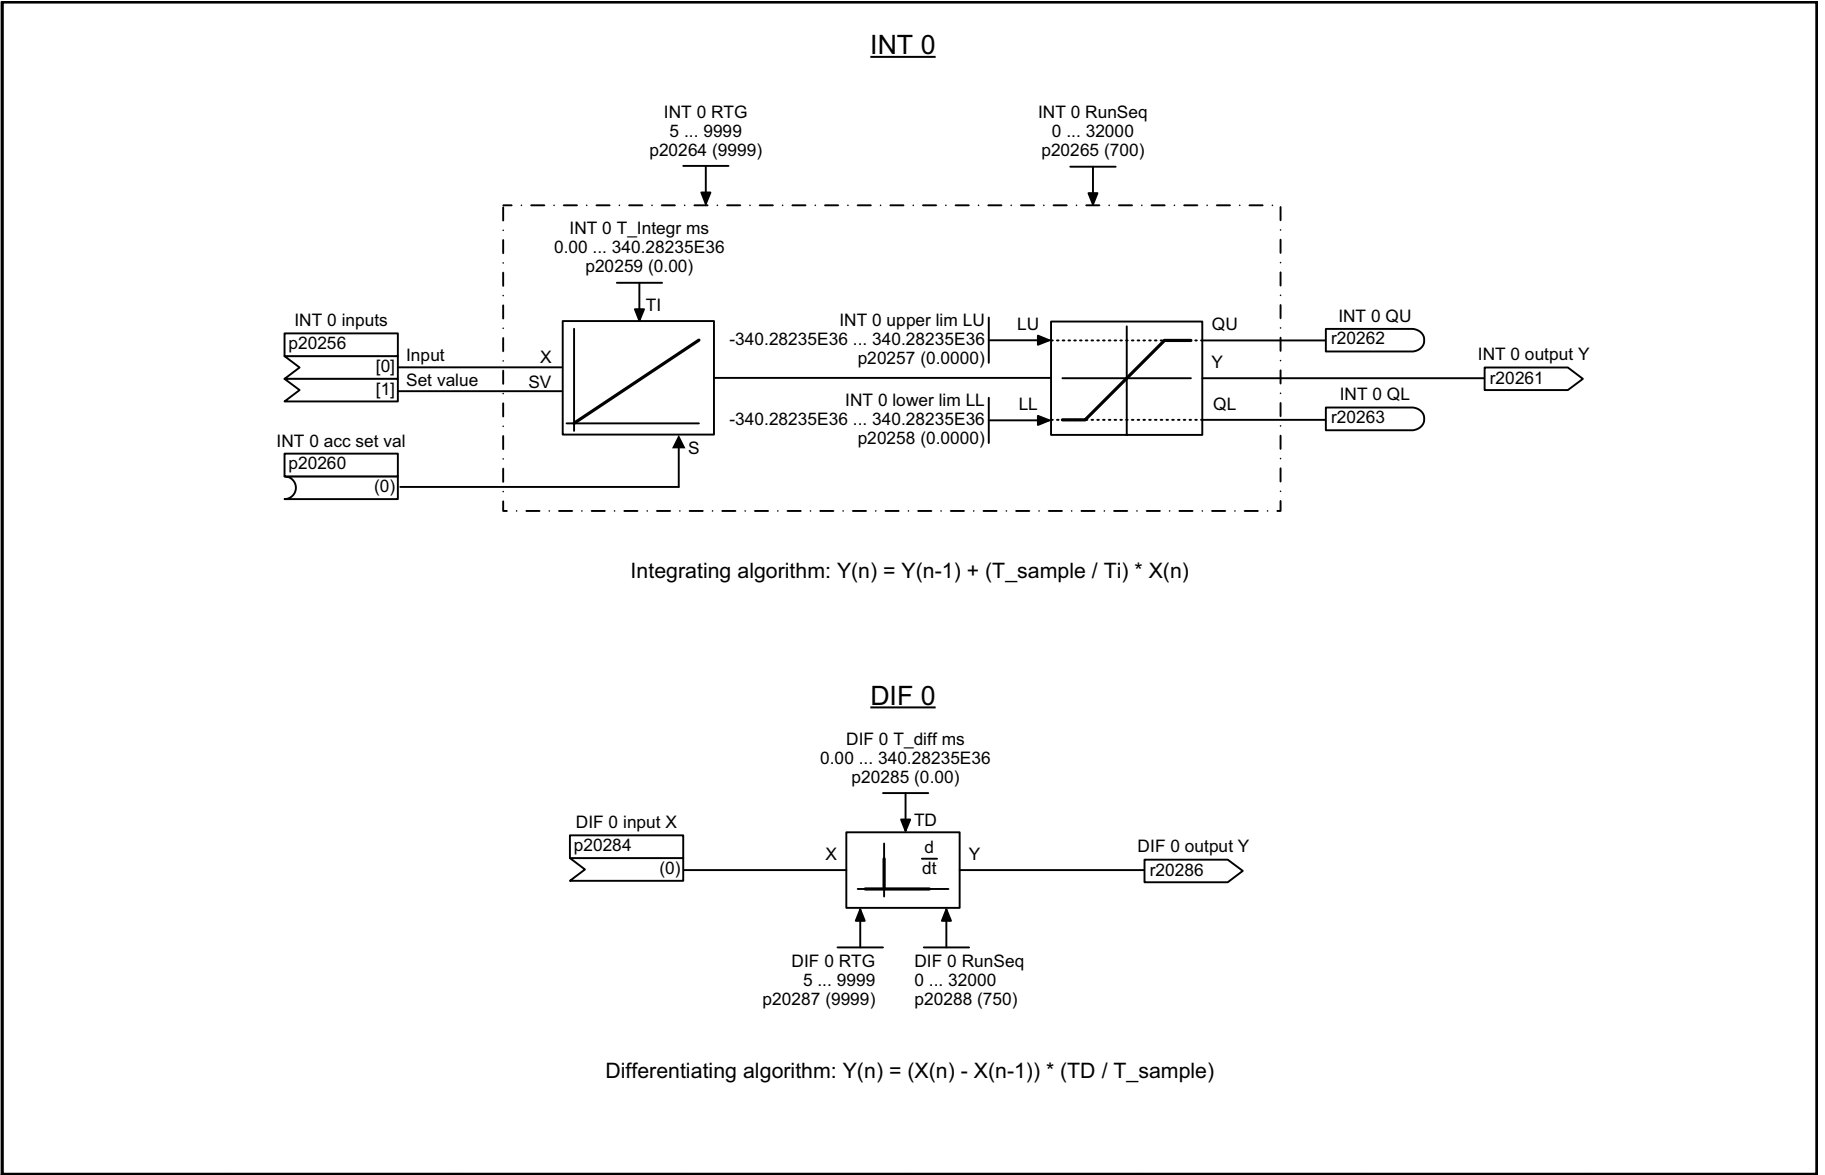 INT 0
INT 0 RTG
5 ... 9999
p20264 (9999)
INT 0 RunSeq
0 ... 32000
p20265 (700)
INT 0 T_Integr ms
0.00 ... 340.28235E36
p20259 (0.00)
TI
INT 0 inputs
p20256
[0]
[1]
Input
Set value
X
SV
INT 0 acc set val
p20260
(0)
S
INT 0 upper lim LU
-340.28235E36 ... 340.28235E36
p20257 (0.0000)
LU
INT 0 lower lim LL
-340.28235E36 ... 340.28235E36
p20258 (0.0000)
LL
QU
Y
QL
INT 0 QU
r20262
INT 0 output Y
r20261
INT 0 QL
r20263
Integrating algorithm: Y(n) = Y(n-1) + (T_sample / Ti) * X(n)
DIF 0
DIF 0 T_diff ms
0.00 ... 340.28235E36
p20285 (0.00)
TD
DIF 0 input X
p20284
(0)
X
d
dt
Y
DIF 0 output Y
r20286
DIF 0 RTG
5 ... 9999
p20287 (9999)
DIF 0 RunSeq
0 ... 32000
p20288 (750)
Differentiating algorithm: Y(n) = (X(n) - X(n-1)) * (TD / T_sample)